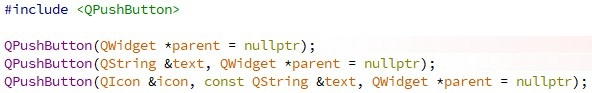 #include <QPushButton>
QPushButton(QWidget *parent = nullptr);
QPushButton(QString &text, QWidget *parent = nullptr);
QPushButton(QIcon &icon, const QString &text, QWidget *parent = nullptr);